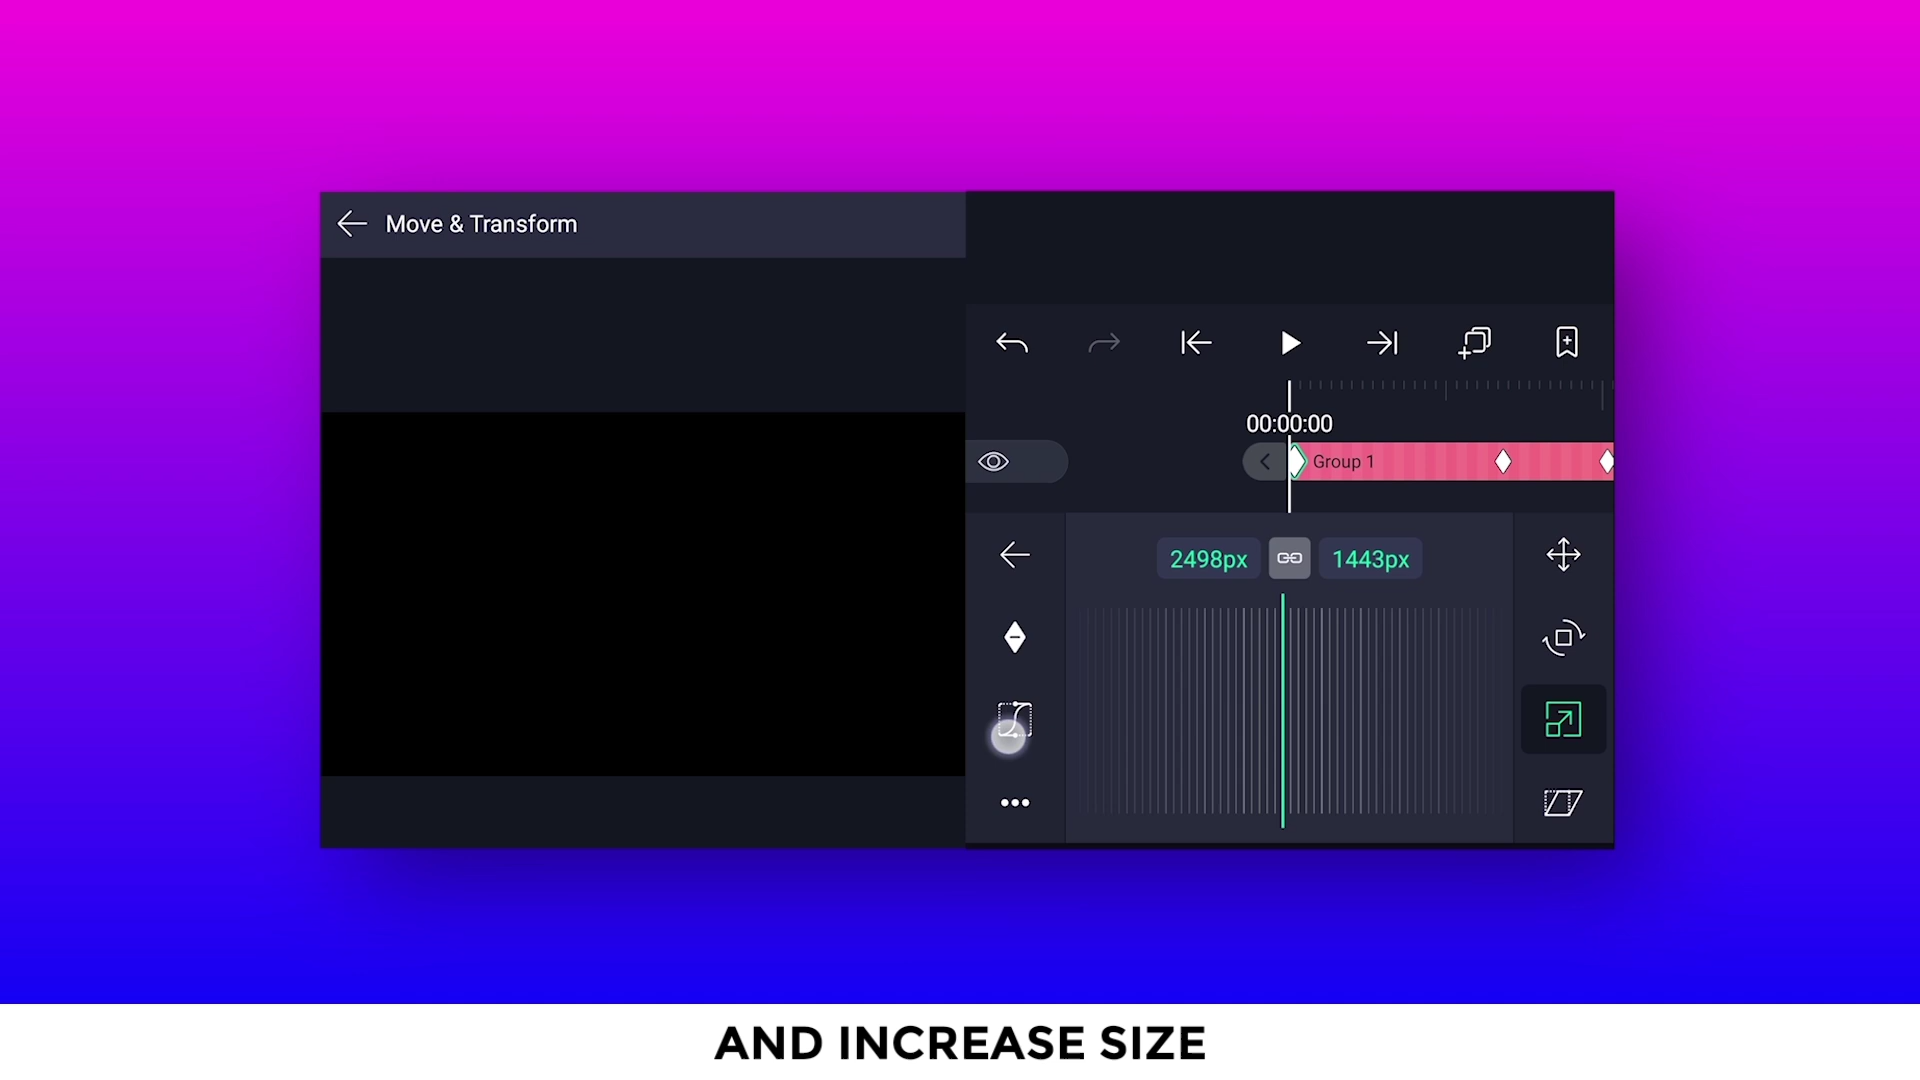 Move & Transform
00:00:00
Group 1
2498px
1443px
AND INCREASE SIZE